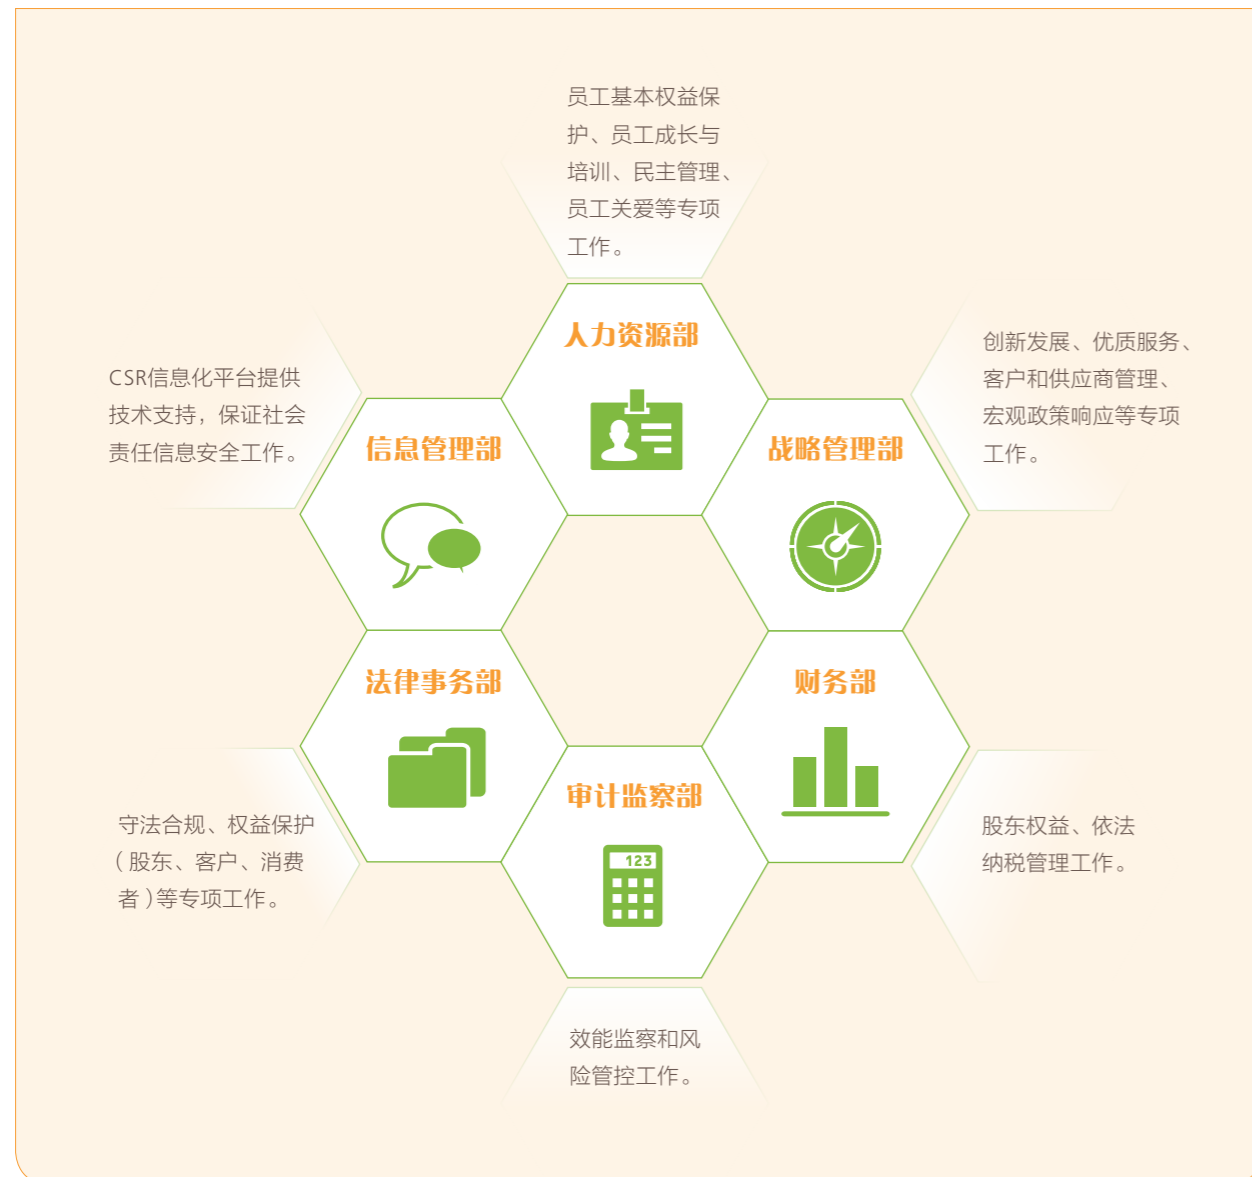 员工基本权益保
护、员工成长与
培训、民主管理、
员工关爱等专项
工作。
人力资源部
CSR信息化平台提供
技术支持，保证社会
责任信息安全工作。
信息管理部
战略管理部
创新发展、优质服务、
客户和供应商管理、
宏观政策响应等专项
工作。
法律事务部
守法合规、权益保护
（股东、客户、消费
者）等专项工作。
财务部
股东权益、依法
纳税管理工作。
审计监察部
123
效能监察和风
险管控工作。